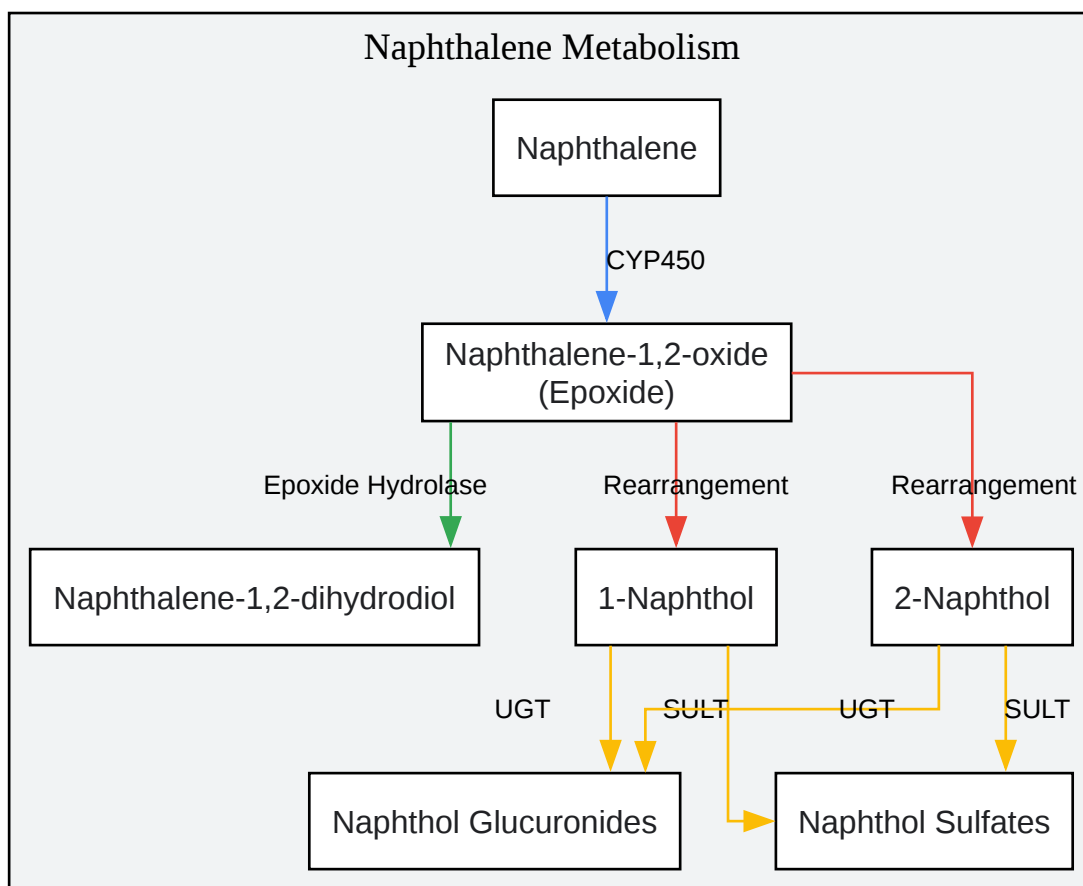 Naphthalene Metabolism
Naphthalene
CYP450
Naphthalene-1,2-oxide
(Epoxide)
Epoxide Hydrolase
Rearrangement
Rearrangement
Naphthalene-1,2-dihydrodiol
1-Naphthol
2-Naphthol
UGT
SULT
UGT
SULT
Naphthol Glucuronides
Naphthol Sulfates